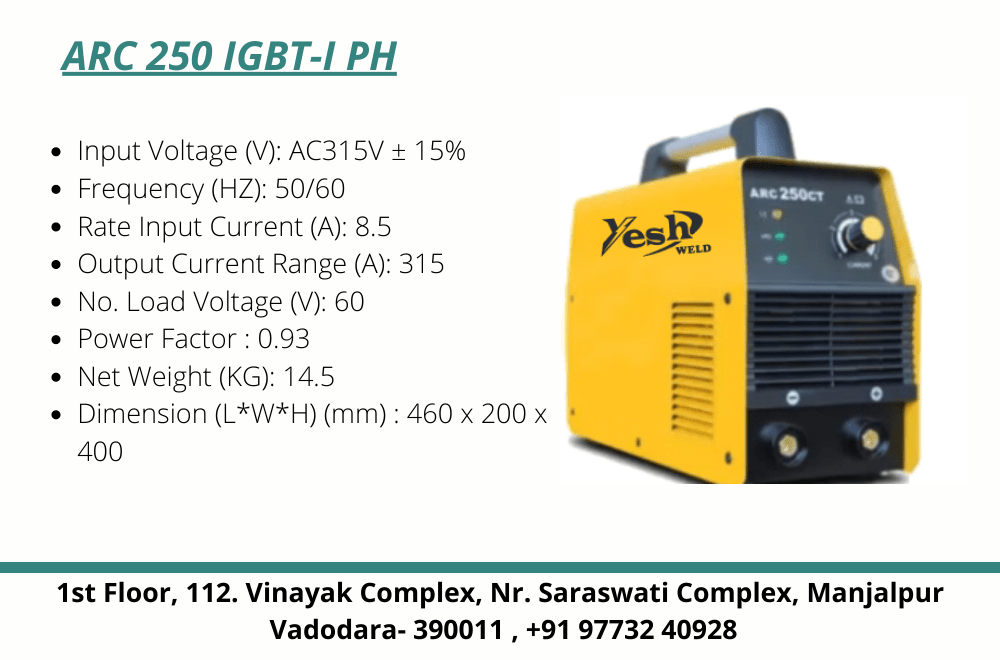 ARC 250 IGBT-I PH
• Input Voltage (V): AC315V ± 15%
• Frequency (HZ): 50/60
• Rate Input Current (A): 8.5
• Output Current Range (A): 315
• No. Load Voltage (V): 60
• Power Factor : 0.93
• Net Weight (KG): 14.5
• Dimension (L*W*H) (mm) : 460 x 200 x
400
ARC 250CT
Yesh
WELD
CURRENT
1st Floor, 112. Vinayak Complex, Nr. Saraswati Complex, Manjalpur
Vadodara- 390011 , +91 97732 40928